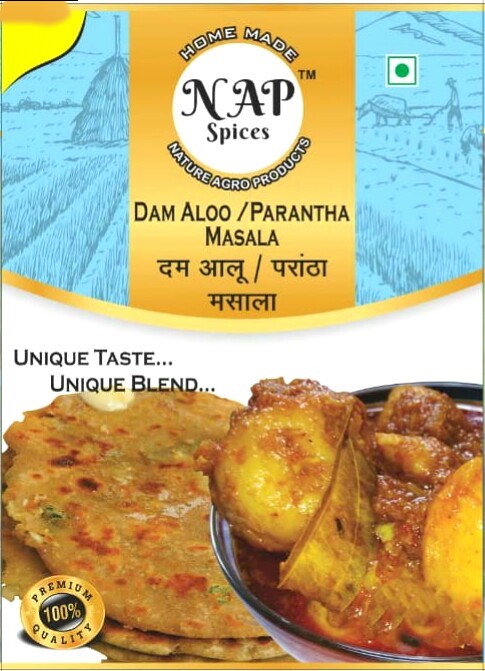 HOME MADE
NAP TM
Spices
NATURE AGRO PRODUCTS
DAM ALOO /PARANTHA
MASALA
दम आलू / परांठा
मसाला
UNIQUE TASTE...
UNIQUE BLEND...
PREMIUM
100%
QUALITY